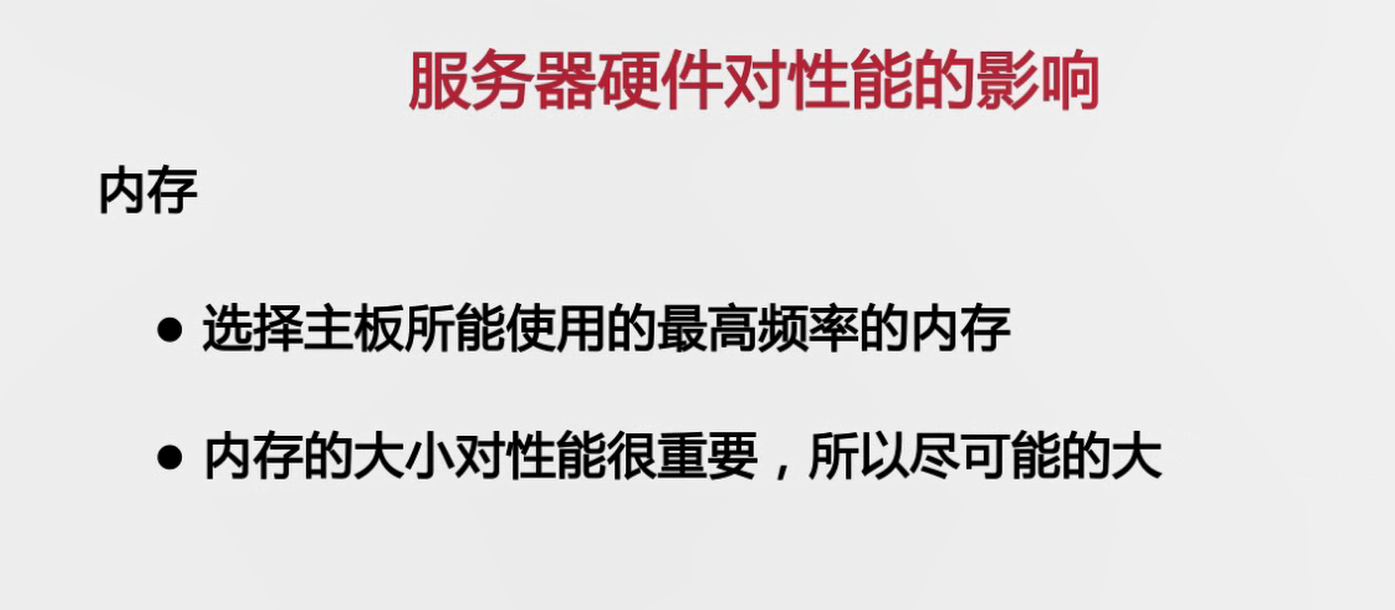 服务器硬件对性能的影响
内存
● 选择主板所能使用的最高频率的内存
● 内存的大小对性能很重要，所以尽可能的大